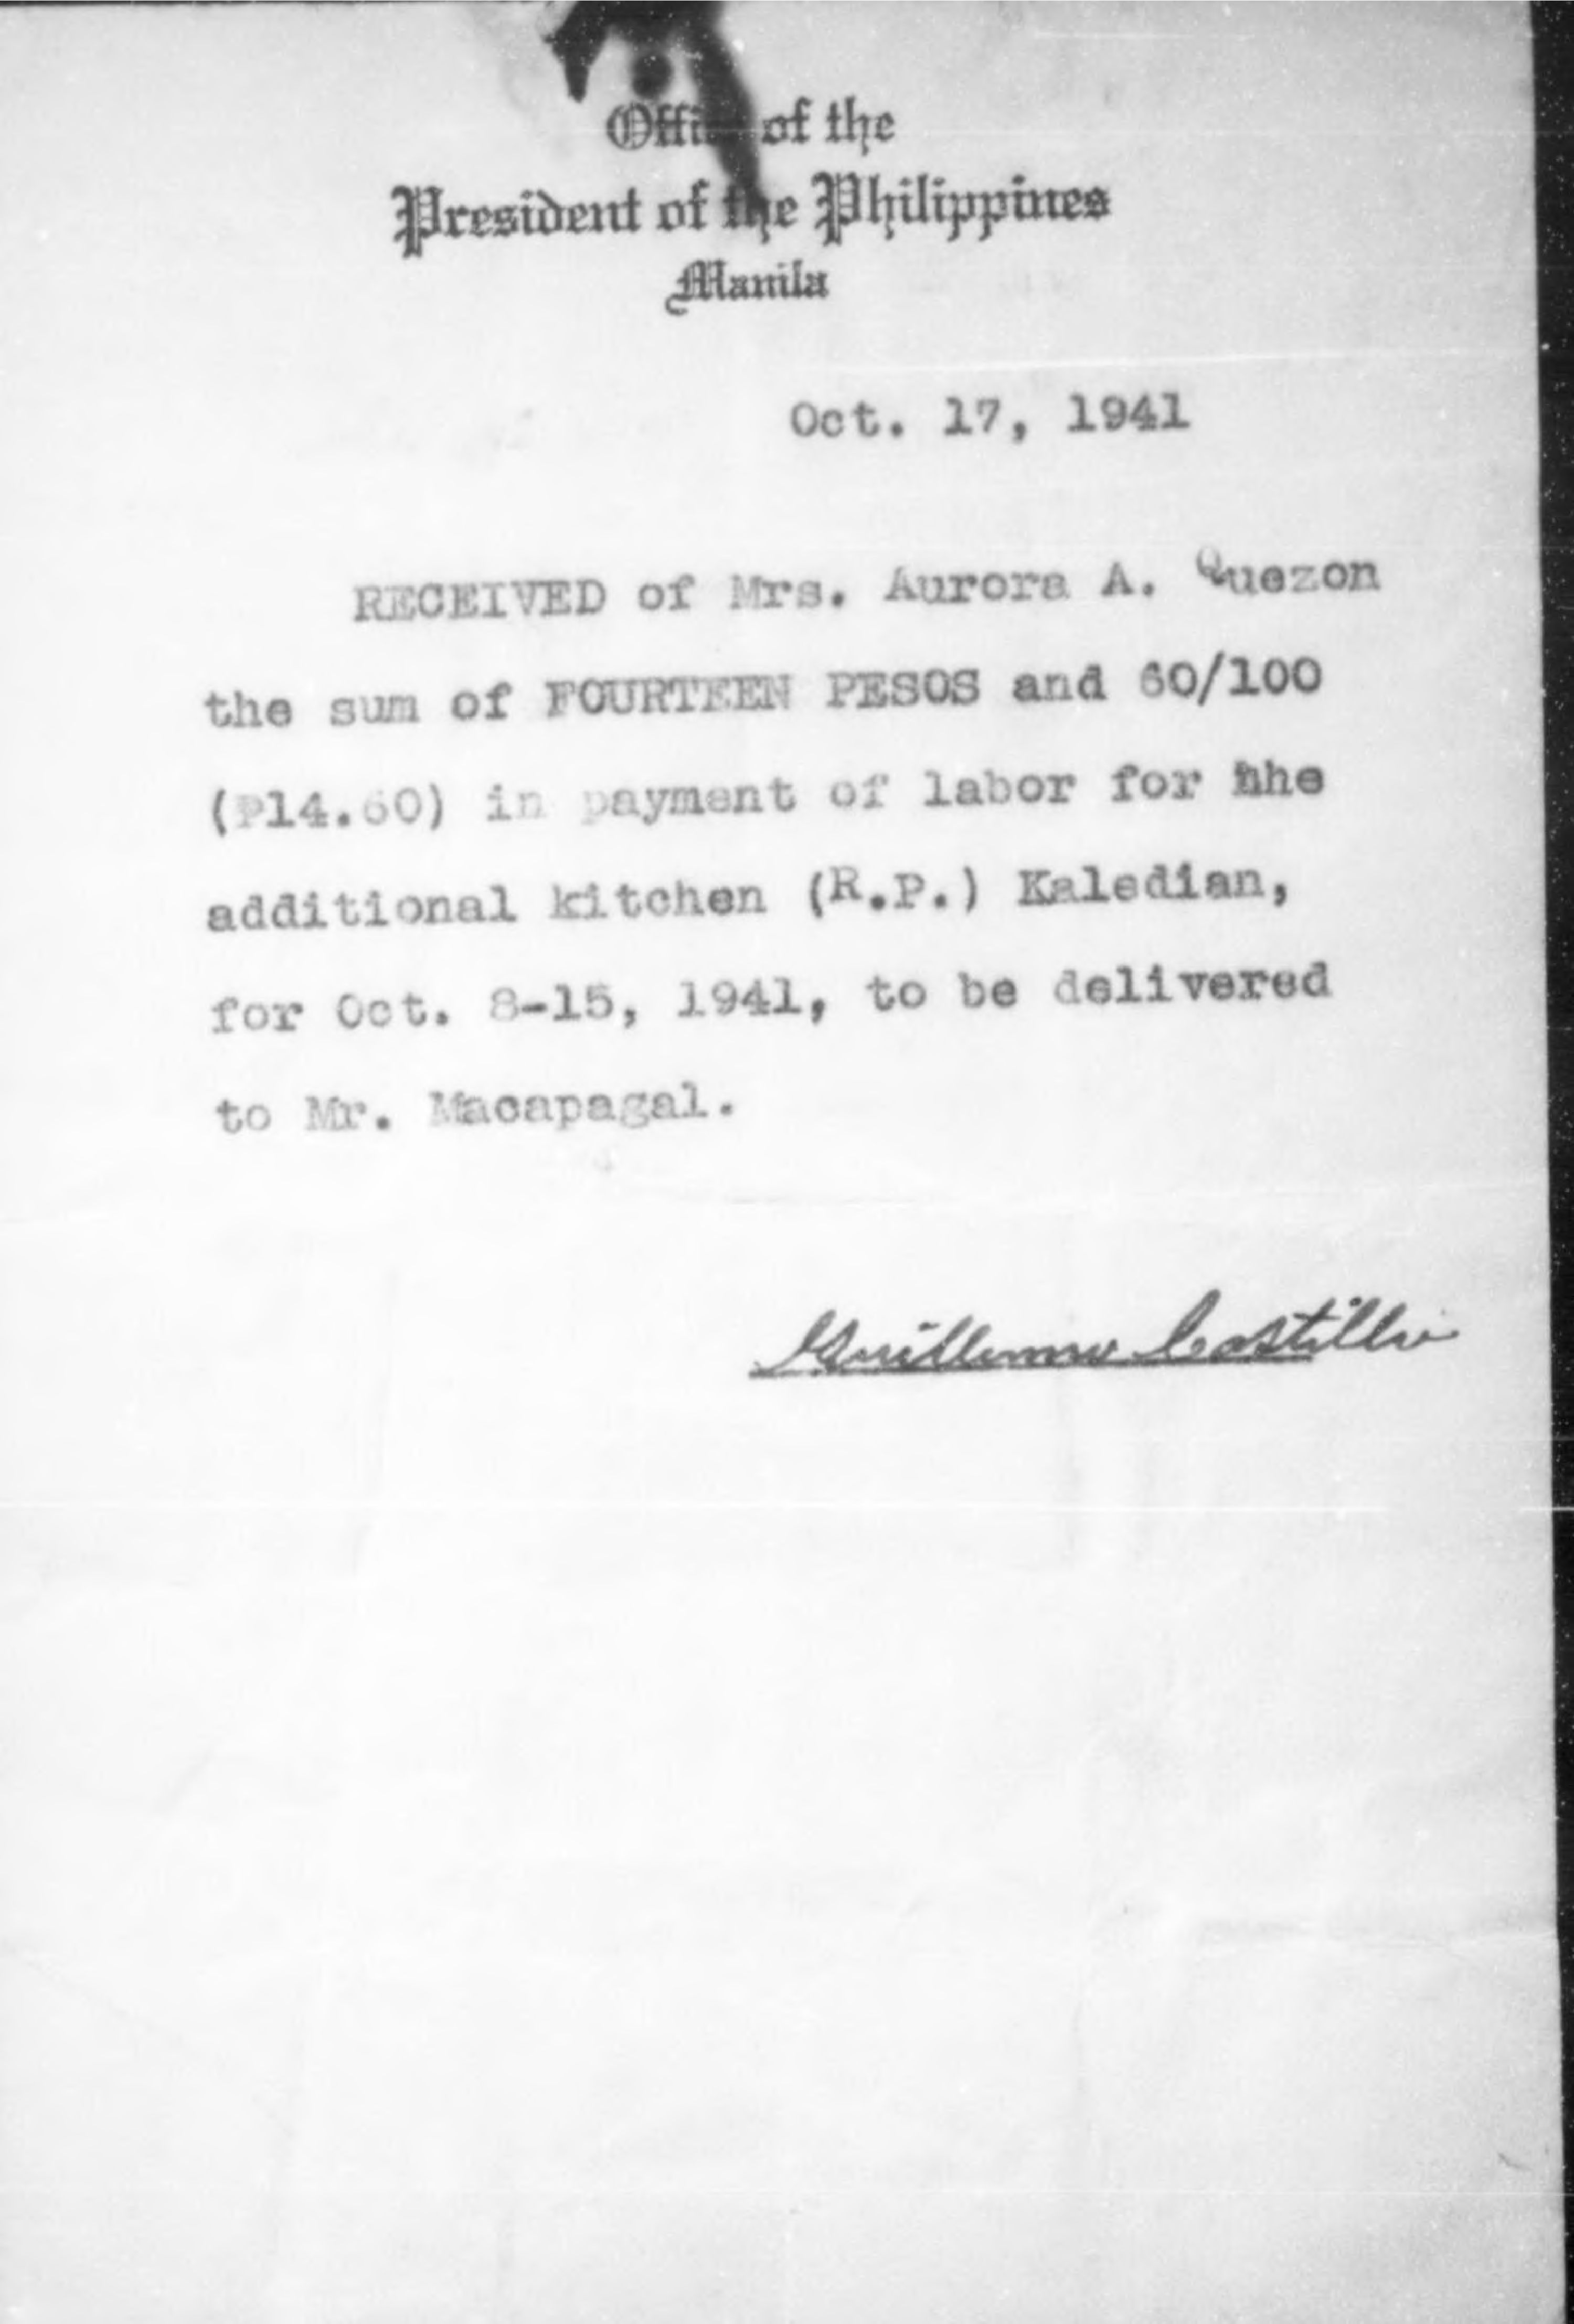 Office of the
President of the Philippines
Manila
Oct. 17, 1941
RECEIVED of Mrs. Aurora A. Quezon
the sum of FOURTEEN PESOS and 60/100
(₱14.60) in payment of labor for hhe
additional kitchen (R.P.) Kaledian,
for Oct. 8-15, 1941, to be delivered
to Mr. Macapagal.
Guillermo Castillo